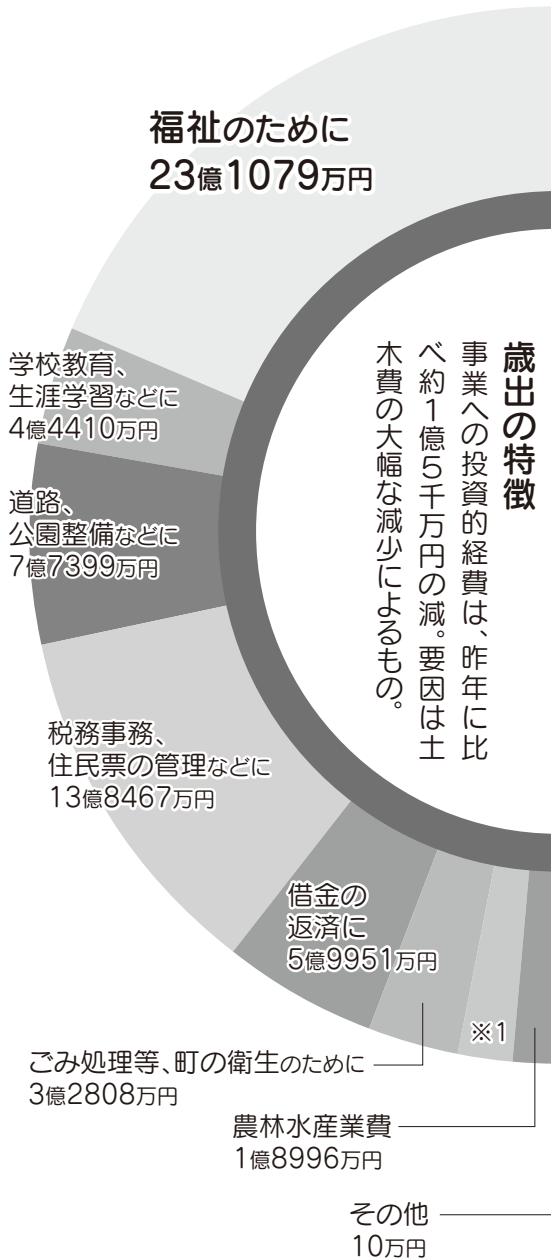 福祉のために
23億1079万円
歳出の特徴
事業への投資的経費は、昨年に比
べ約1億5千万円の減。要因は土
木費の大幅な減少によるもの。
学校教育、
生涯学習などに
4億4410万円
道路、
公園整備などに
7億7399万円
税務事務、
住民票の管理などに
13億8467万円
借金の
返済に
5億9951万円
※1
ごみ処理等、町の衛生のために
3億2808万円
農林水産業費
1億8996万円
その他
10万円